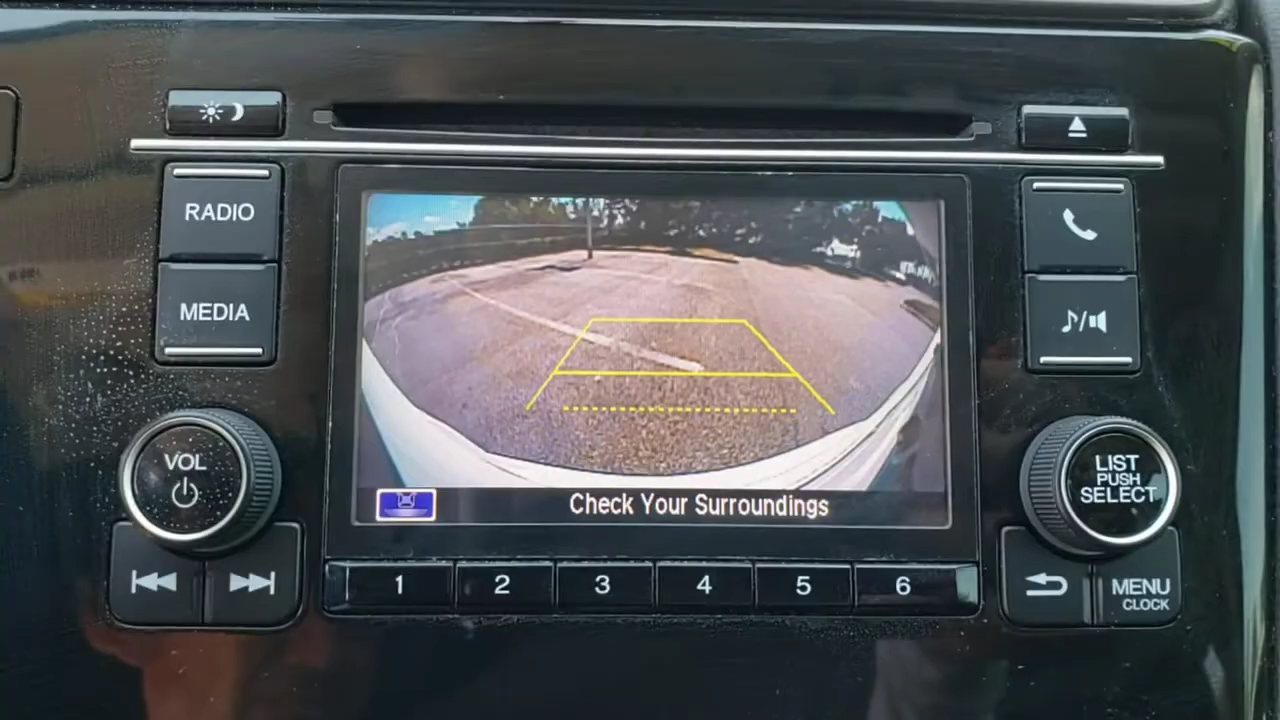 RADIO
MEDIA
VOL
LIST
PUSH
SELECT
Check Your Surroundings
1 2 3 4 5 6
MENU
CLOCK